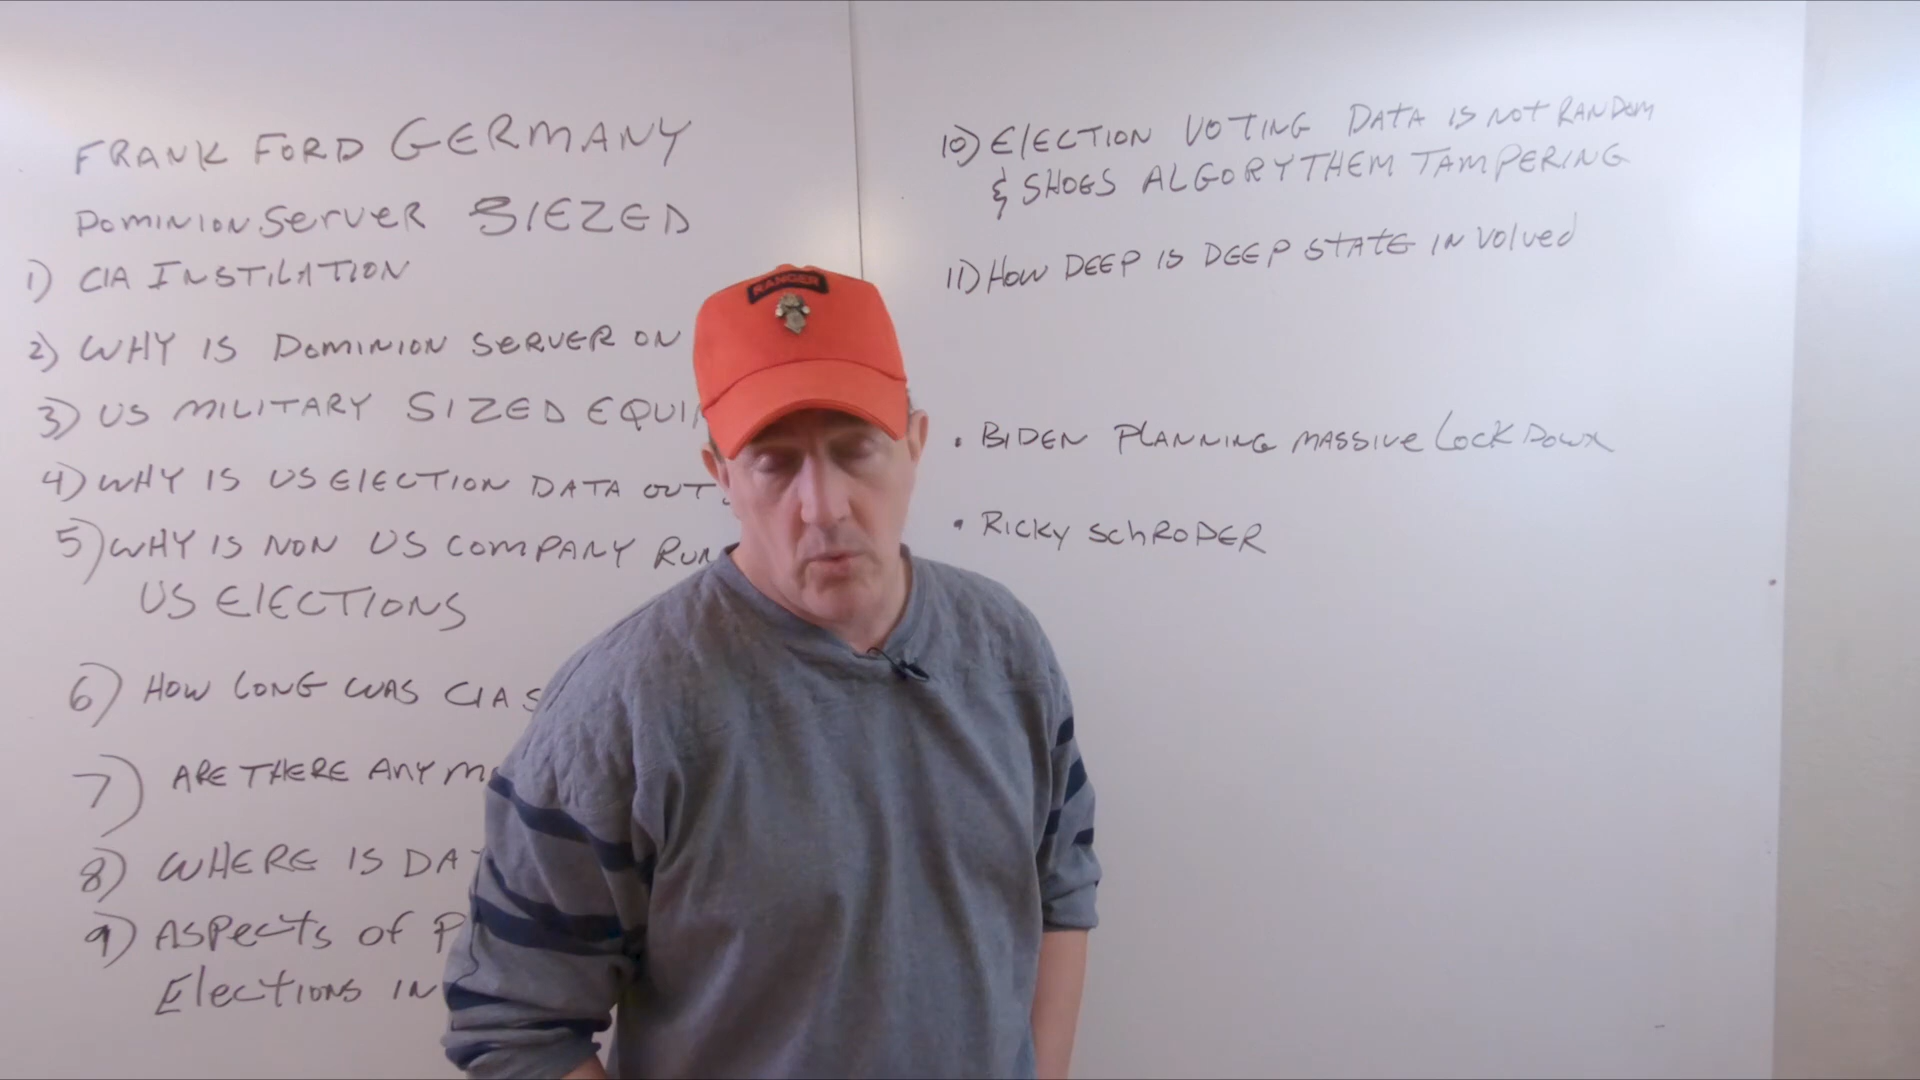 FRANK FORD GERMANY
DOMINION SERVER SIEZED
1) CIA INSTILATION
2) WHY IS DOMINION SERVER ON
3) US MILITARY SIZED EQUI
4) WHY IS US ELECTION DATA OUT
5) WHY IS NON US COMPANY RUN
US ELECTIONS
6) HOW LONG WAS CIA S
7) ARE THERE ANY M
8) WHERE IS DAT
9) ASPECTS OF P
ELECTIONS IN
RANGER
10) ELECTION VOTING DATA IS NOT RANDOM
& SHOES ALGORYTHEM TAMPERING
11) HOW DEEP IS DEEP STATE INVOLVED
• BIDEN PLANNING MASSIVE LOCK DOWN
• RICKY SCHRODER